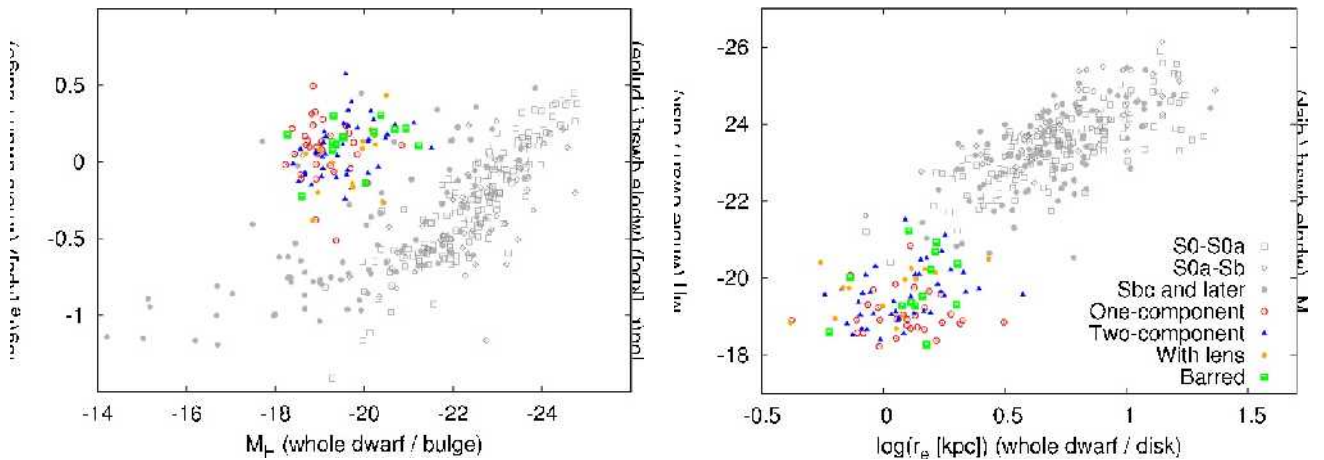 0.5
0
-0.5
-1
-14
-16
-18
-20
-22
-24
M_H (whole dwarf / bulge)
-26
-24
-22
-20
-18
S0-S0a
S0a-Sb
Sbc and later
One-component
Two-component
With lens
Barred
-0.5
0
0.5
1
1.5
log(r_e [kpc]) (whole dwarf / disk)